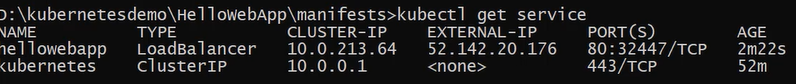 D:\kubernetesdemo\HelloWebApp\manifests>kubectl get service
NAME TYPE CLUSTER-IP EXTERNAL-IP PORT(S) AGE
hellowebapp LoadBalancer 10.0.213.64 52.142.20.176 80:32447/TCP 2m22s
kubernetes ClusterIP 10.0.0.1 <none> 443/TCP 52m